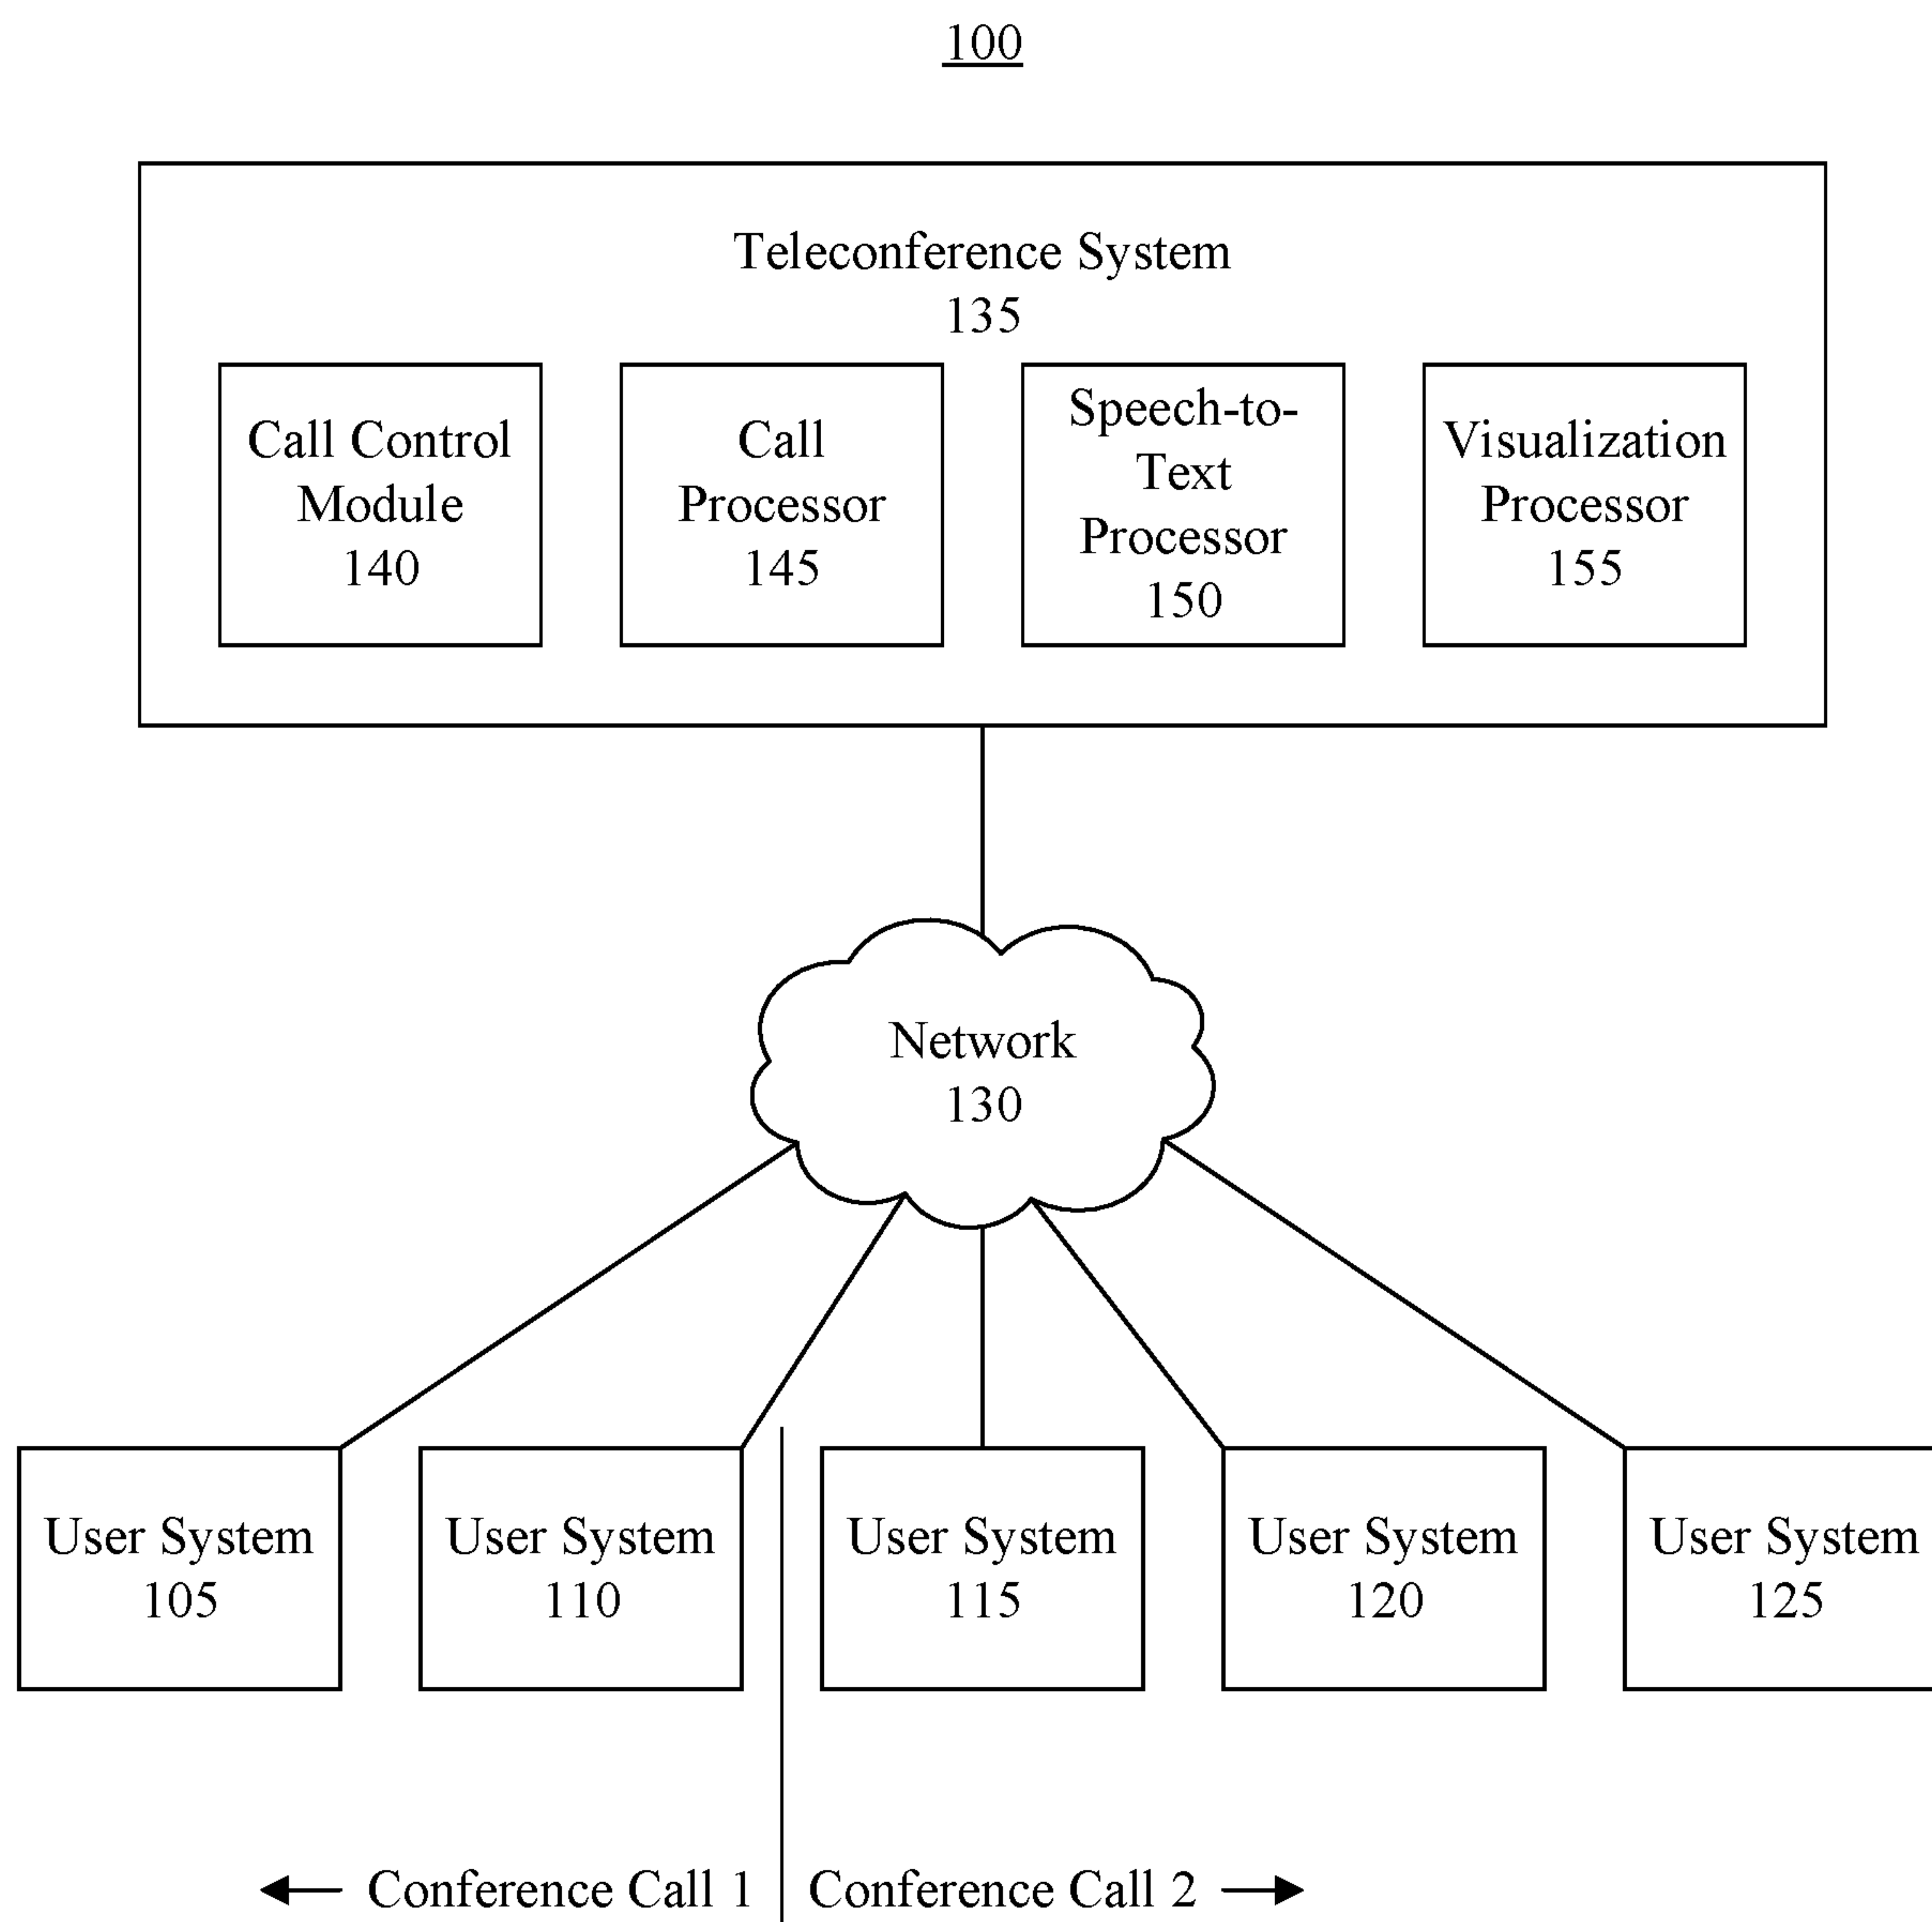 100
Teleconference System
135
Call Control
Module
140
Call
Processor
145
Speech-to-
Text
Processor
150
Visualization
Processor
155
Network
130
User System
105
User System
110
User System
115
User System
120
User System
125
Conference Call 1
Conference Call 2